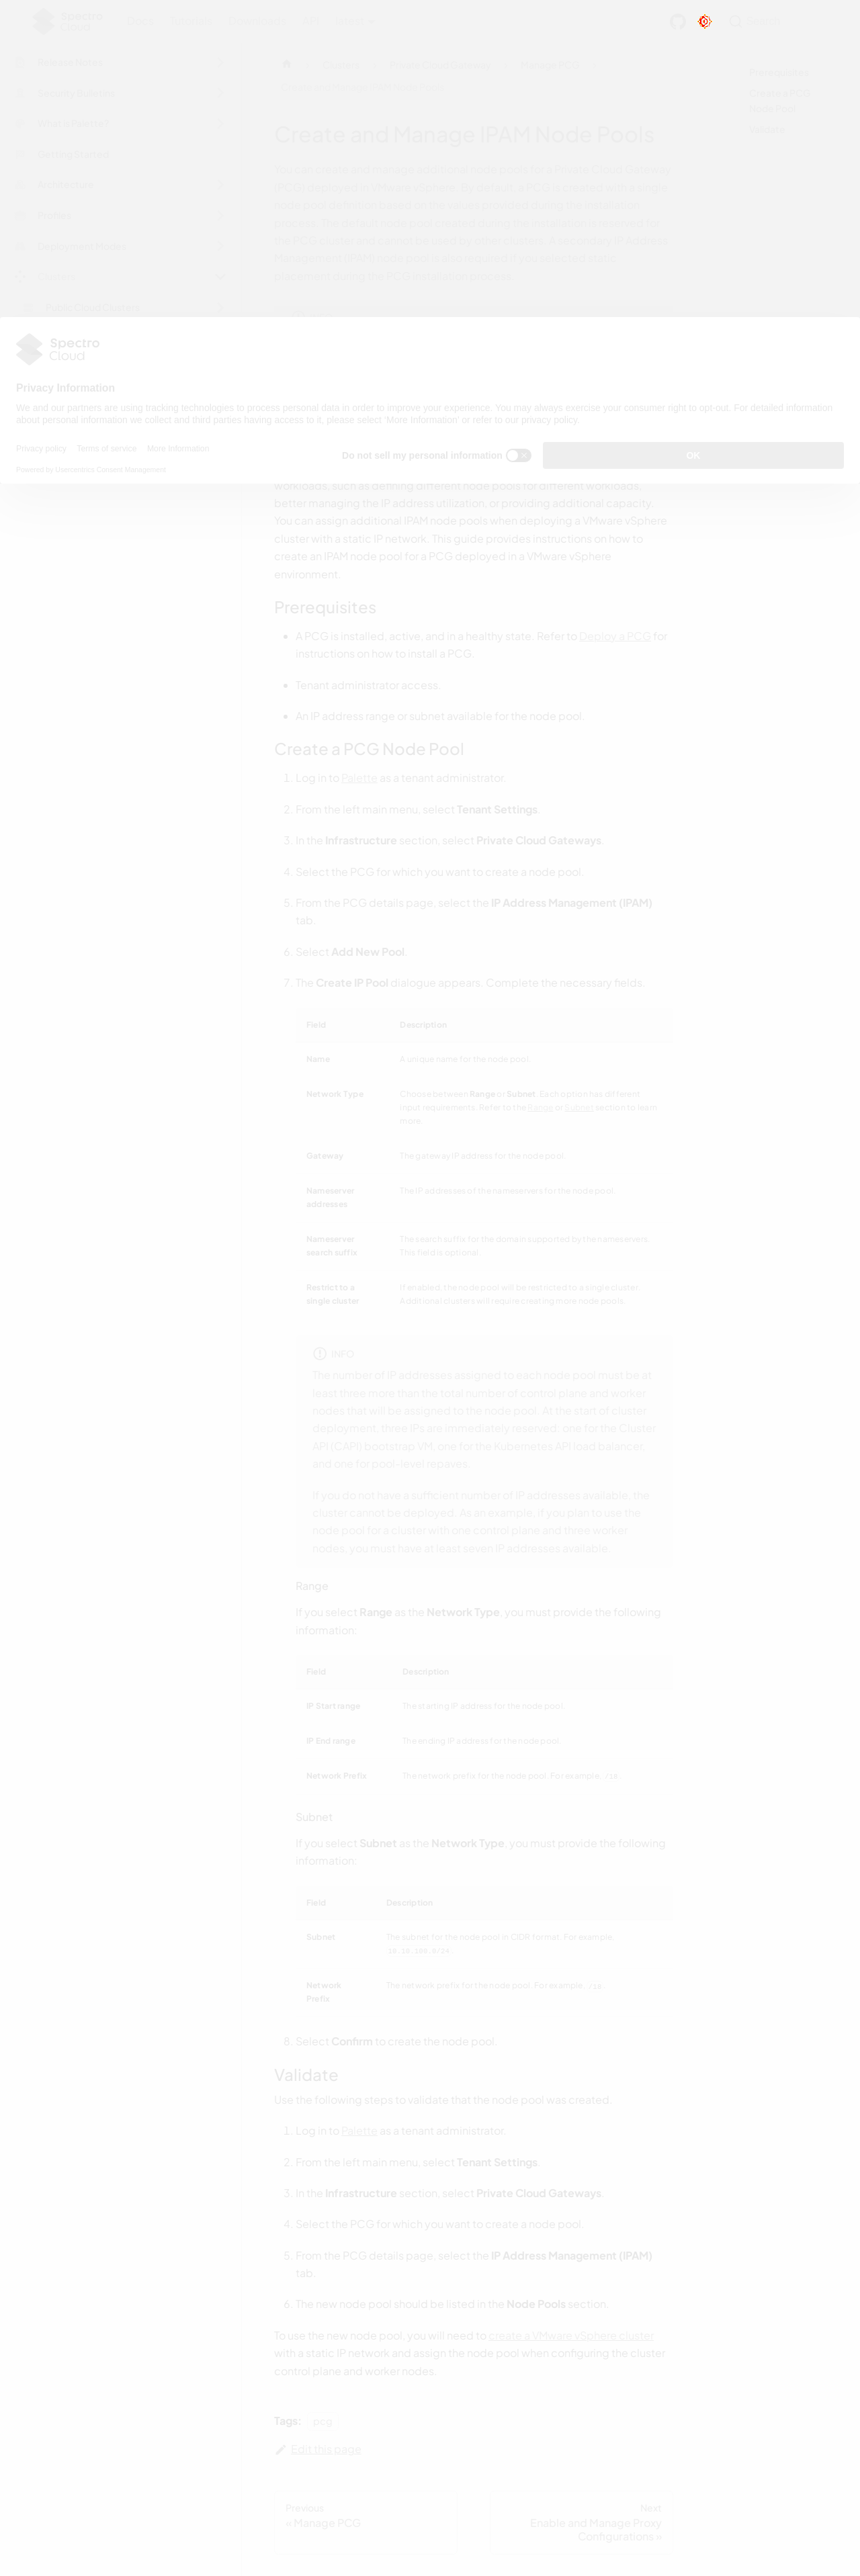 Spectro
Cloud
Release Notes
Security Bulletins
Getting Started
Architecture
Deployment Modes
Clusters
Public Cloud Clusters
Prerequisites
Create a PCG
Node Pool
Validate
Create and Manage IPAM Node Pools
Spectro
Cloud
Privacy Information
We and our partners are using tracking technologies to process personal data in order to improve your experience. You may always exercise your consumer right to opt-out. For detailed information
about personal information we collect and third parties having access to it, please select 'More Information' or refer to our privacy policy.
Privacy policy Terms of service More Information
Powered by Usercentrics Consent Management
Do not sell my personal information
OK
workloads, such as defining different node pools for different workloads,
better managing the IP address utilization, or providing additional capacity.
You can assign additional IPAM node pools when deploying a VMware vSphere
cluster with a static IP network. This guide provides instructions on how to
create an IPAM node pool for a PCG deployed in a VMware vSphere
environment.
Prerequisites
A PCG is installed, active, and in a healthy state. Refer to Deploy a PCG for
instructions on how to install a PCG.
Tenant administrator access.
An IP address range or subnet available for the node pool.
Create a PCG Node Pool
1. Log in to Palette as a tenant administrator.
2. From the left main menu, select Tenant Settings.
3. In the Infrastructure section, select Private Cloud Gateways.
4. Select the PCG for which you want to create a node pool.
5. From the PCG details page, select the IP Address Management (IPAM)
tab.
6. Select Add New Pool.
7. The Create IP Pool dialogue appears. Complete the necessary fields.
Field Description
Name A unique name for the node pool.
Network Type Choose between Range or Subnet. Each option has different
input requirements. Refer to the Range or Subnet section to learn
more.
Gateway The gateway IP address for the node pool.
Nameserver The IP addresses of the nameservers for the node pool.
addresses
Nameserver The search suffix for the domain supported by the nameservers.
search suffix This field is optional.
Restrict to a If enabled, the node pool will be restricted to a single cluster.
single cluster Additional clusters will require creating more node pools.
INFO
The number of IP addresses assigned to each node pool must be at
least three more than the total number of control plane and worker
nodes that will be assigned to the node pool. At the start of cluster
deployment, three IPs are immediately reserved: one for the Cluster
API (CAPI) bootstrap VM, one for the Kubernetes API load balancer,
and one for pool-level repaves.
If you do not have a sufficient number of IP addresses available, the
cluster cannot be deployed. As an example, if you plan to use the
node pool for a cluster with one control plane and three worker
nodes, you must have at least seven IP addresses available.
Range
If you select Range as the Network Type, you must provide the following
information:
Field Description
IP Start range The starting IP address for the node pool.
IP End range The ending IP address for the node pool.
Network Prefix The network prefix for the node pool. For example, /18.
Subnet
If you select Subnet as the Network Type, you must provide the following
information:
Field Description
Subnet The subnet for the node pool in CIDR format. For example,
10.10.100.0/24
Network The network prefix for the node pool. For example, /18.
Prefix
8. Select Confirm to create the node pool.
Validate
Use the following steps to validate that the node pool was created.
1. Log in to Palette as a tenant administrator.
2. From the left main menu, select Tenant Settings.
3. In the Infrastructure section, select Private Cloud Gateways.
4. Select the PCG for which you want to create a node pool.
5. From the PCG details page, select the IP Address Management (IPAM)
tab.
6. The new node pool should be listed in the Node Pools section.
To use the new node pool, you will need to create a VMware vSphere cluster
with a static IP network and assign the node pool when configuring the cluster
control plane and worker nodes.
Tags: pcg
Edit this page
Previous
« Manage PCG
Next
Enable and Manage Proxy
Configurations »